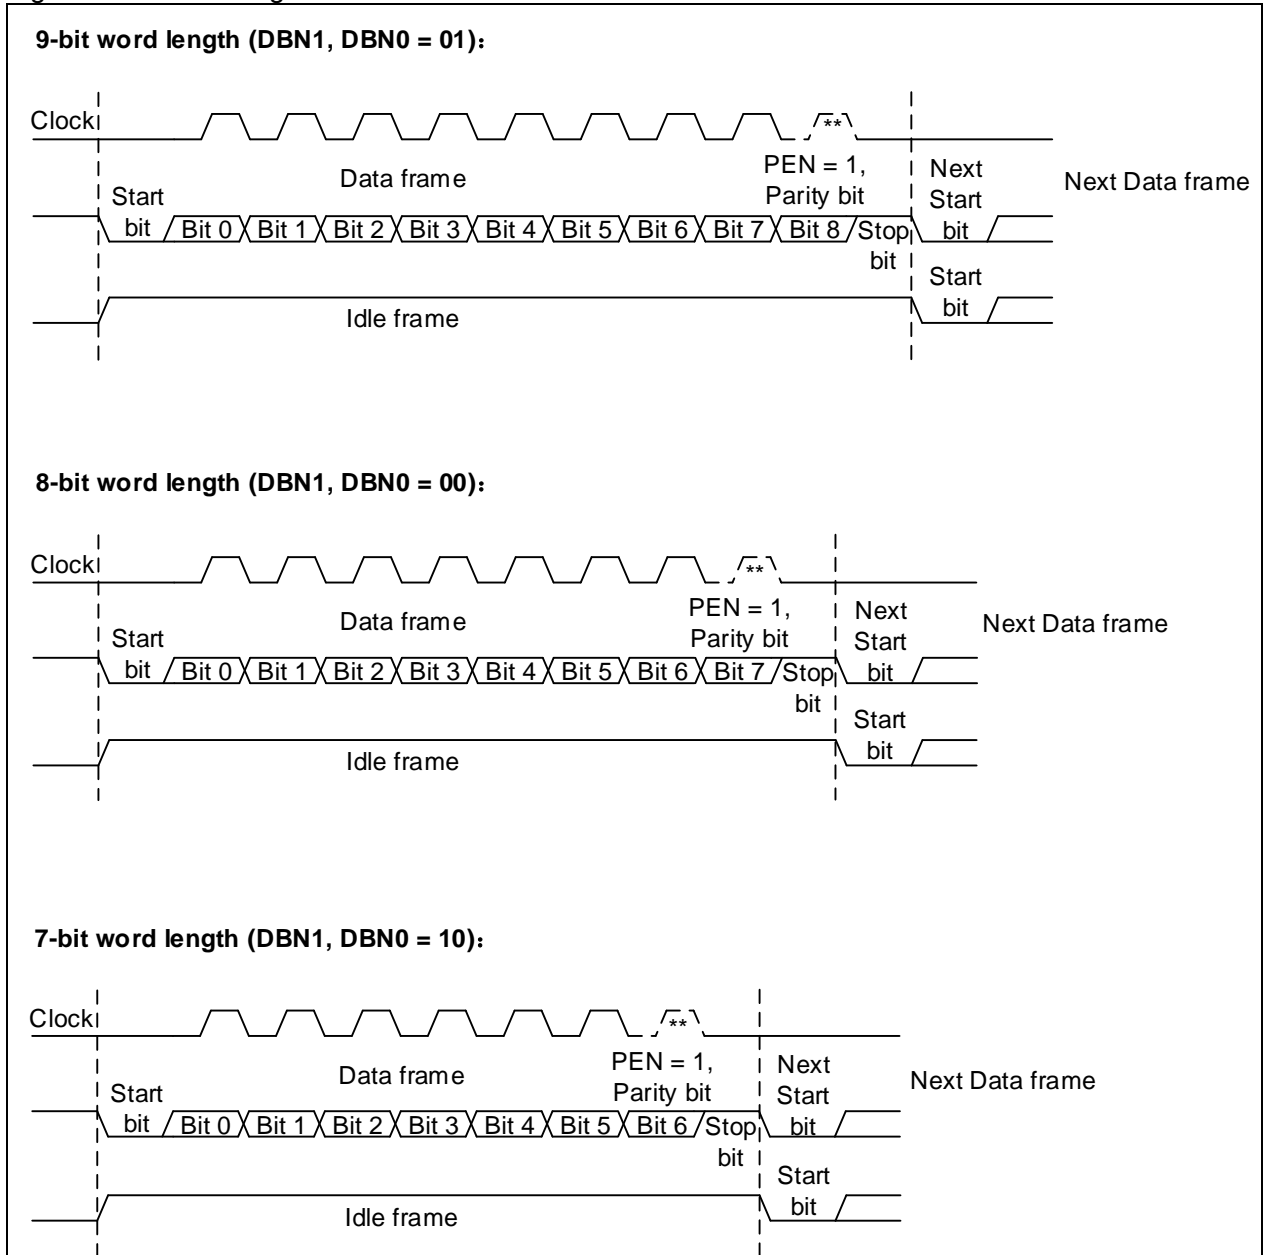 9-bit word length (DBN1, DBN0 = 01)：
Clock
**
Data frame
PEN = 1,
Parity bit
Next
Start
bit
Next Data frame
Start
bit
Bit 0
Bit 1
Bit 2
Bit 3
Bit 4
Bit 5
Bit 6
Bit 7
Bit 8
Stop
bit
Idle frame
Start
bit
8-bit word length (DBN1, DBN0 = 00)：
Clock
**
Data frame
PEN = 1,
Parity bit
Next
Start
bit
Next Data frame
Start
bit
Bit 0
Bit 1
Bit 2
Bit 3
Bit 4
Bit 5
Bit 6
Bit 7
Stop
bit
Idle frame
Start
bit
7-bit word length (DBN1, DBN0 = 10)：
Clock
**
Data frame
PEN = 1,
Parity bit
Next
Start
bit
Next Data frame
Start
bit
Bit 0
Bit 1
Bit 2
Bit 3
Bit 4
Bit 5
Bit 6
Stop
bit
Idle frame
Start
bit